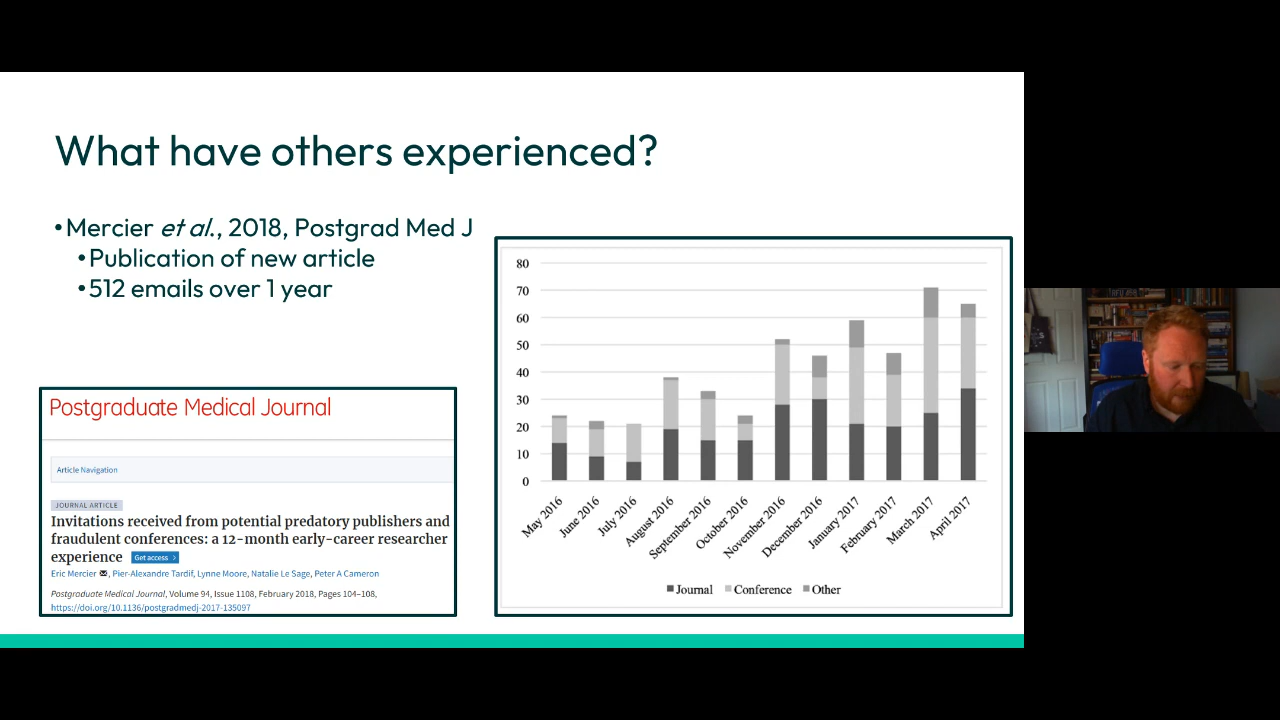 What have others experienced?
•Mercier et al., 2018, Postgrad Med J
•Publication of new article
•512 emails over 1 year
Postgraduate Medical Journal
Article Navigation
JOURNAL ARTICLE
Invitations received from potential predatory publishers and
fraudulent conferences: a 12-month early-career researcher
experience Get access >
Eric Mercier ✉, Pier-Alexandre Tardif, Lynne Moore, Natalie Le Sage, Peter A Cameron
Postgraduate Medical Journal, Volume 94, Issue 1108, February 2018, Pages 104–108,
https://doi.org/10.1136/postgradmedj-2017-135097
80
70
60
50
40
30
20
10
0
May 2016
June 2016
July 2016
August 2016
September 2016
October 2016
November 2016
December 2016
January 2017
February 2017
March 2017
April 2017
Journal Conference Other